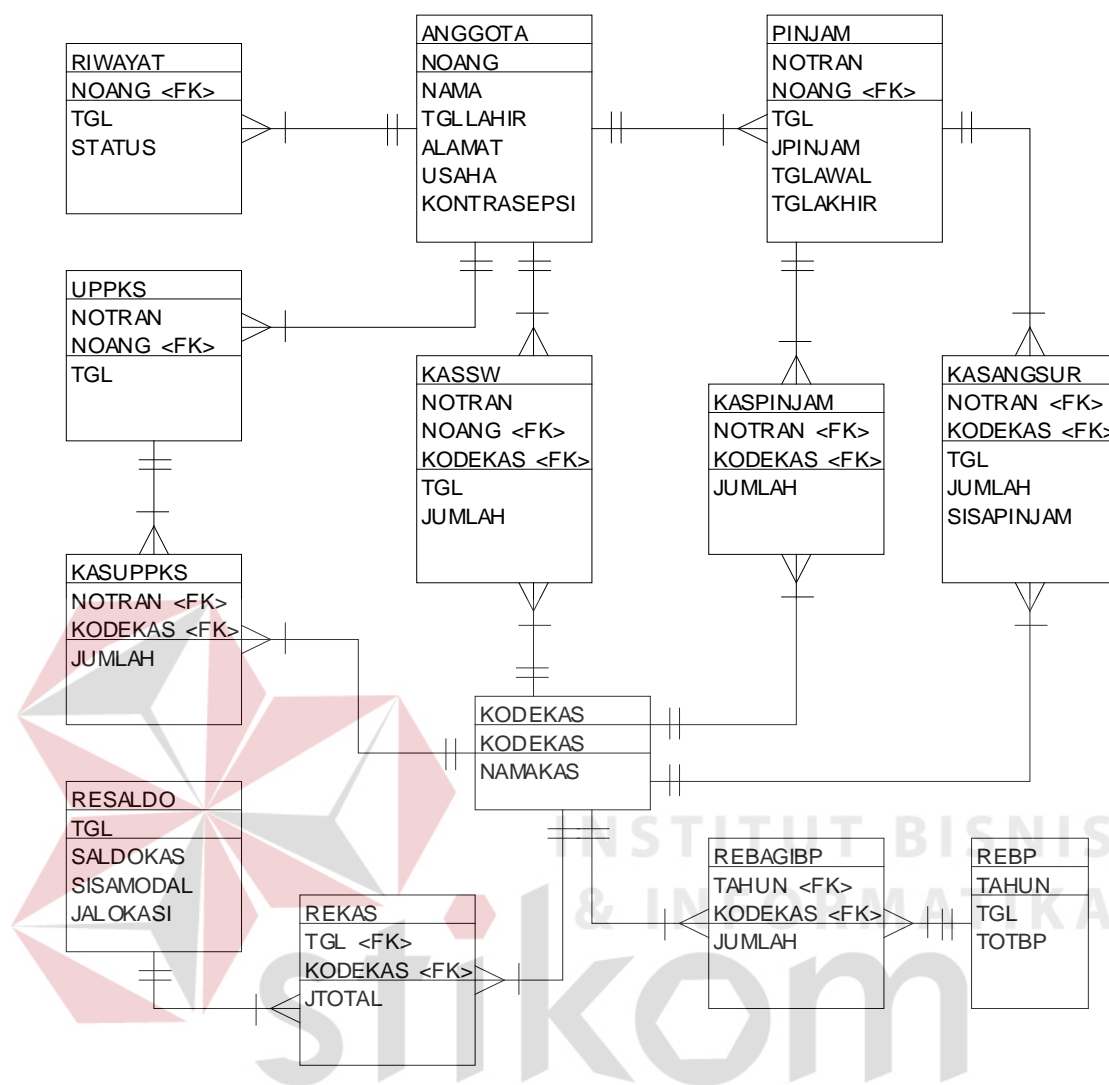 RIWAYAT
NOANG <FK>
TGL
STATUS
ANGGOTA
NOANG
NAMA
TGLLAHIR
ALAMAT
USAHA
KONTRASEPSI
PINJAM
NOTRAN
NOANG <FK>
TGL
JPINJAM
TGLAWAL
TGLAKHIR
UPPKS
NOTRAN
NOANG <FK>
TGL
KASSW
NOTRAN
NOANG <FK>
KODEKAS <FK>
TGL
JUMLAH
KASPINJAM
NOTRAN <FK>
KODEKAS <FK>
JUMLAH
KASANGSUR
NOTRAN <FK>
KODEKAS <FK>
TGL
JUMLAH
SISAPINJAM
KASUPPKS
NOTRAN <FK>
KODEKAS <FK>
JUMLAH
KODEKAS
KODEKAS
NAMAKAS
RESALDO
TGL
SALDOKAS
SISAMODAL
JALOKASI
REKAS
TGL <FK>
KODEKAS <FK>
JTOTAL
REBAGIBP
TAHUN <FK>
KODEKAS <FK>
JUMLAH
REBP
TAHUN
TGL
TOTBP
INSTITUT BISNIS
& INFORMATIKA
stikom